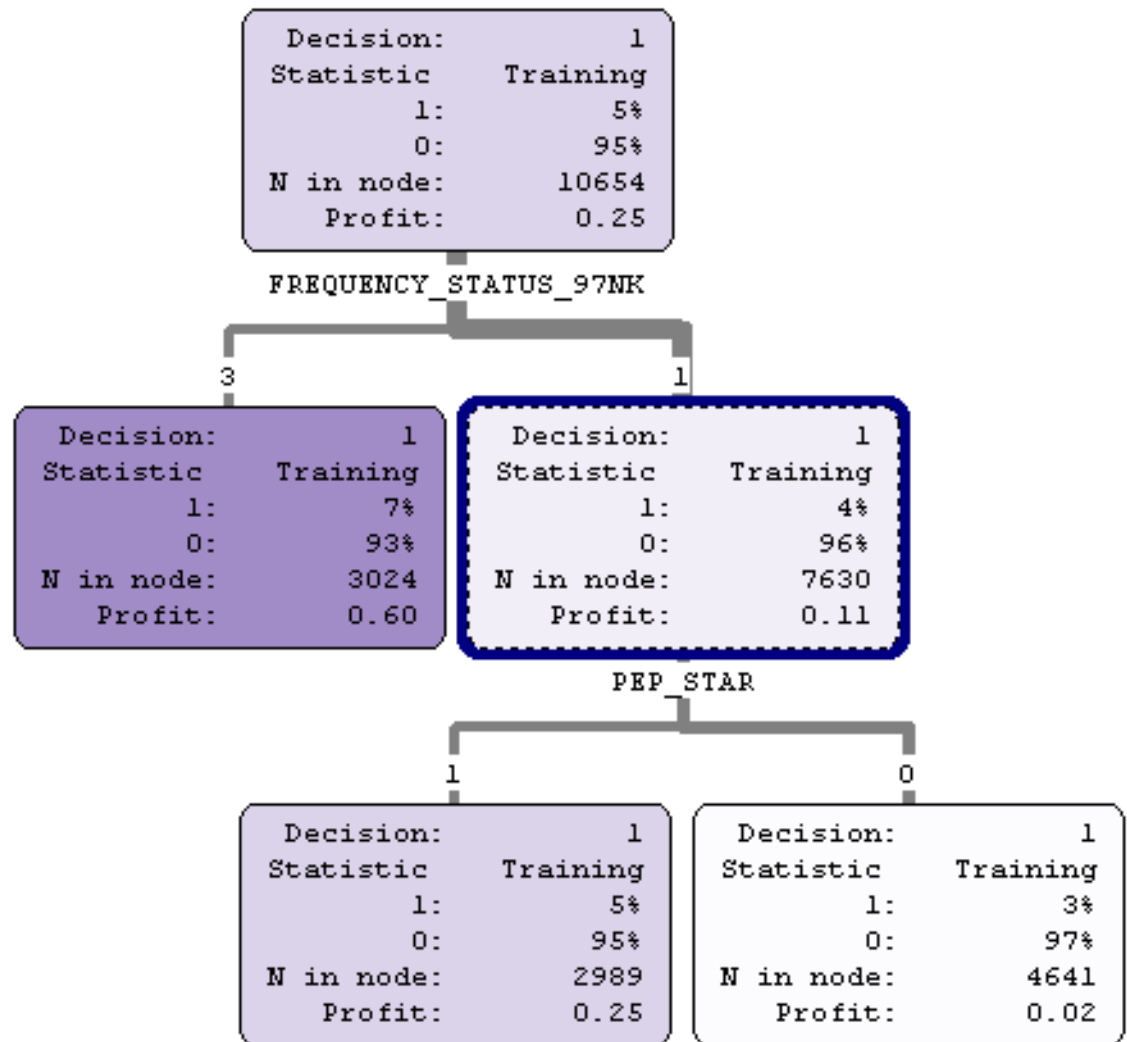 Decision: 1
Statistic Training
1: 5%
0: 95%
N in node: 10654
Profit: 0.25
FREQUENCY_STATUS_97NK
3
1
Decision: 1
Statistic Training
1: 7%
0: 93%
N in node: 3024
Profit: 0.60
Decision: 1
Statistic Training
1: 4%
0: 96%
N in node: 7630
Profit: 0.11
PEP_STAR
1
0
Decision: 1
Statistic Training
1: 5%
0: 95%
N in node: 2989
Profit: 0.25
Decision: 1
Statistic Training
1: 3%
0: 97%
N in node: 4641
Profit: 0.02